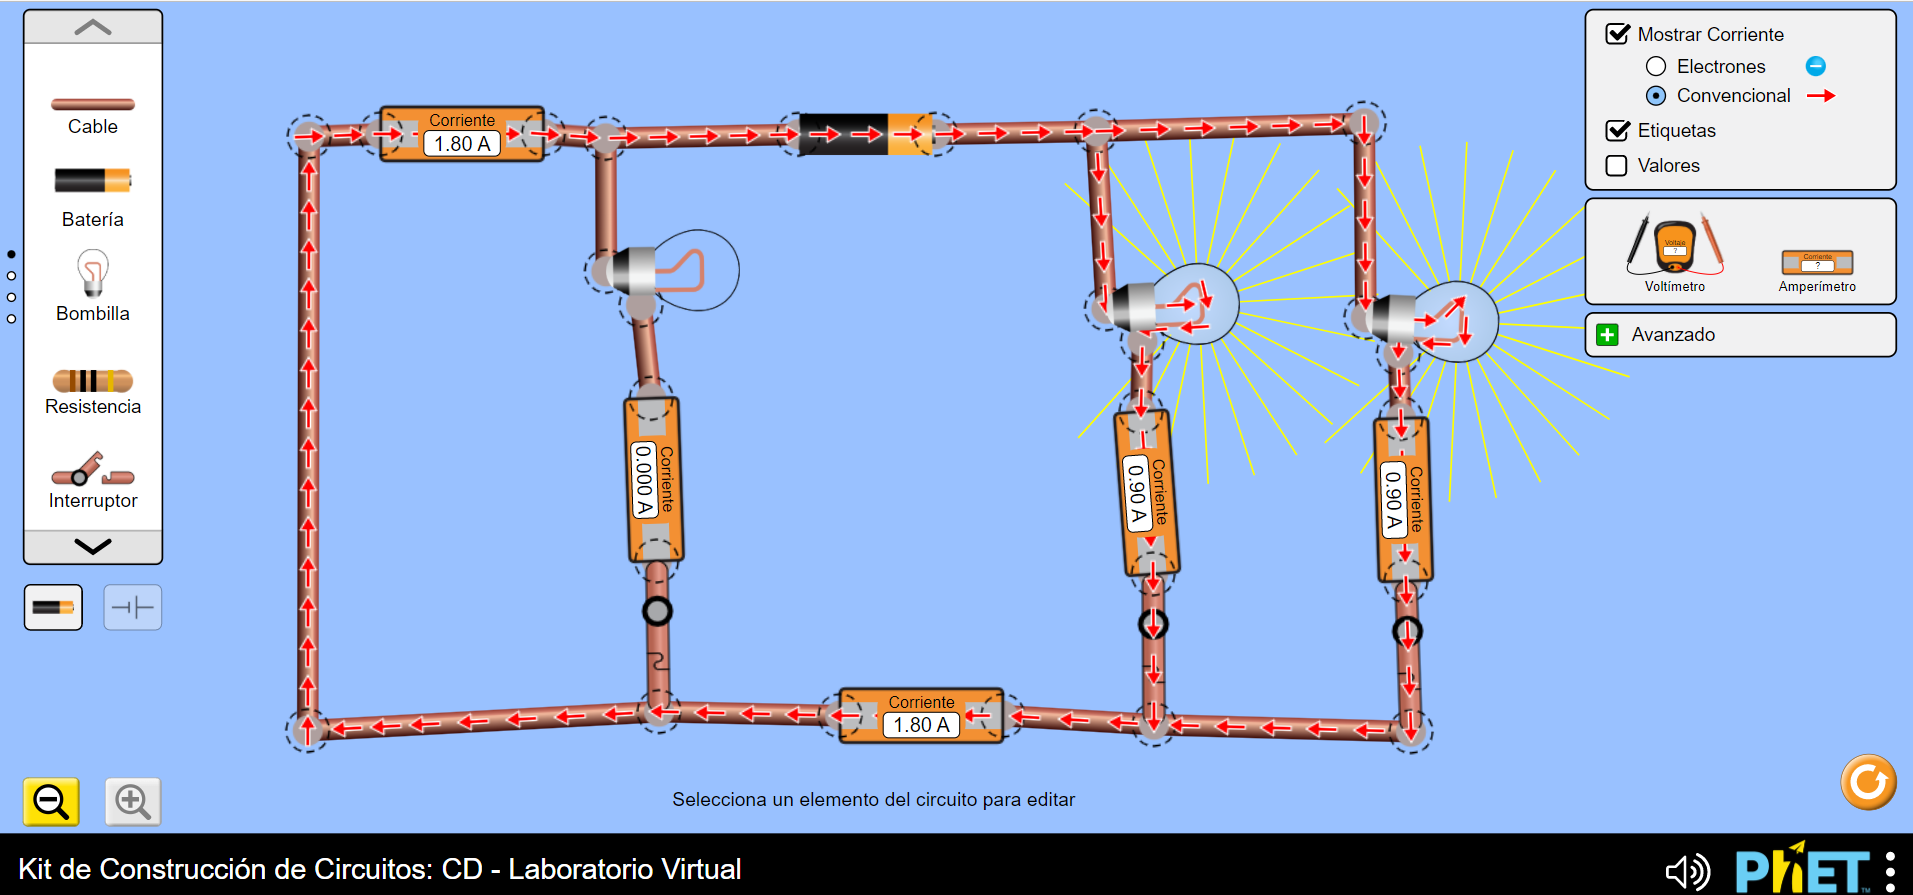 Cable
Batería
Bombilla
Resistencia
Interruptor
Corriente
1.80 A
Corriente
0.000 A
Corriente
0.90 A
Corriente
0.90 A
Corriente
1.80 A
Mostrar Corriente
Electrones
Convencional
Etiquetas
Valores
Voltaje
?
Voltímetro
Corriente
?
Amperímetro
Avanzado
Selecciona un elemento del circuito para editar
Kit de Construcción de Circuitos: CD - Laboratorio Virtual
PhET